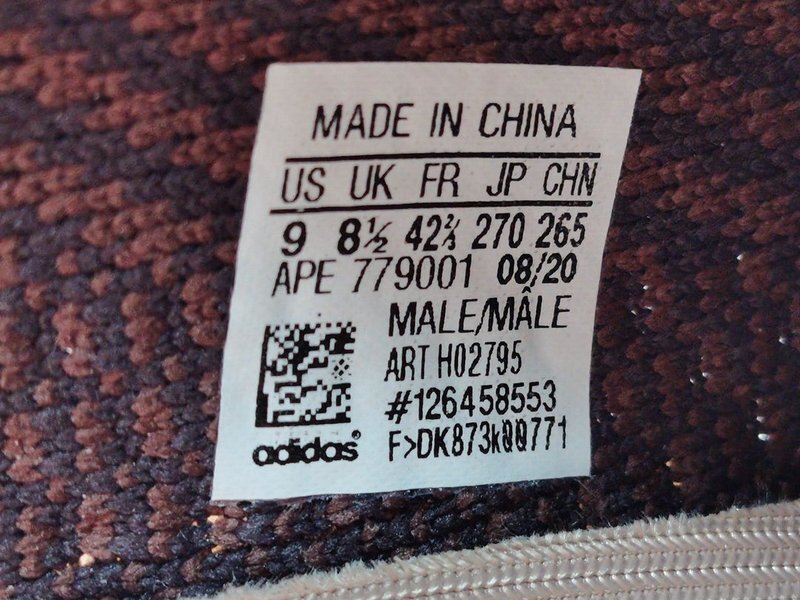 MADE IN CHINA
US UK FR JP CHN
9 8½ 42⅔ 270 265
APE 779001 08/20
MALE/MÂLE
ART H02795
#126458553
F>DK873k00771
adidas®